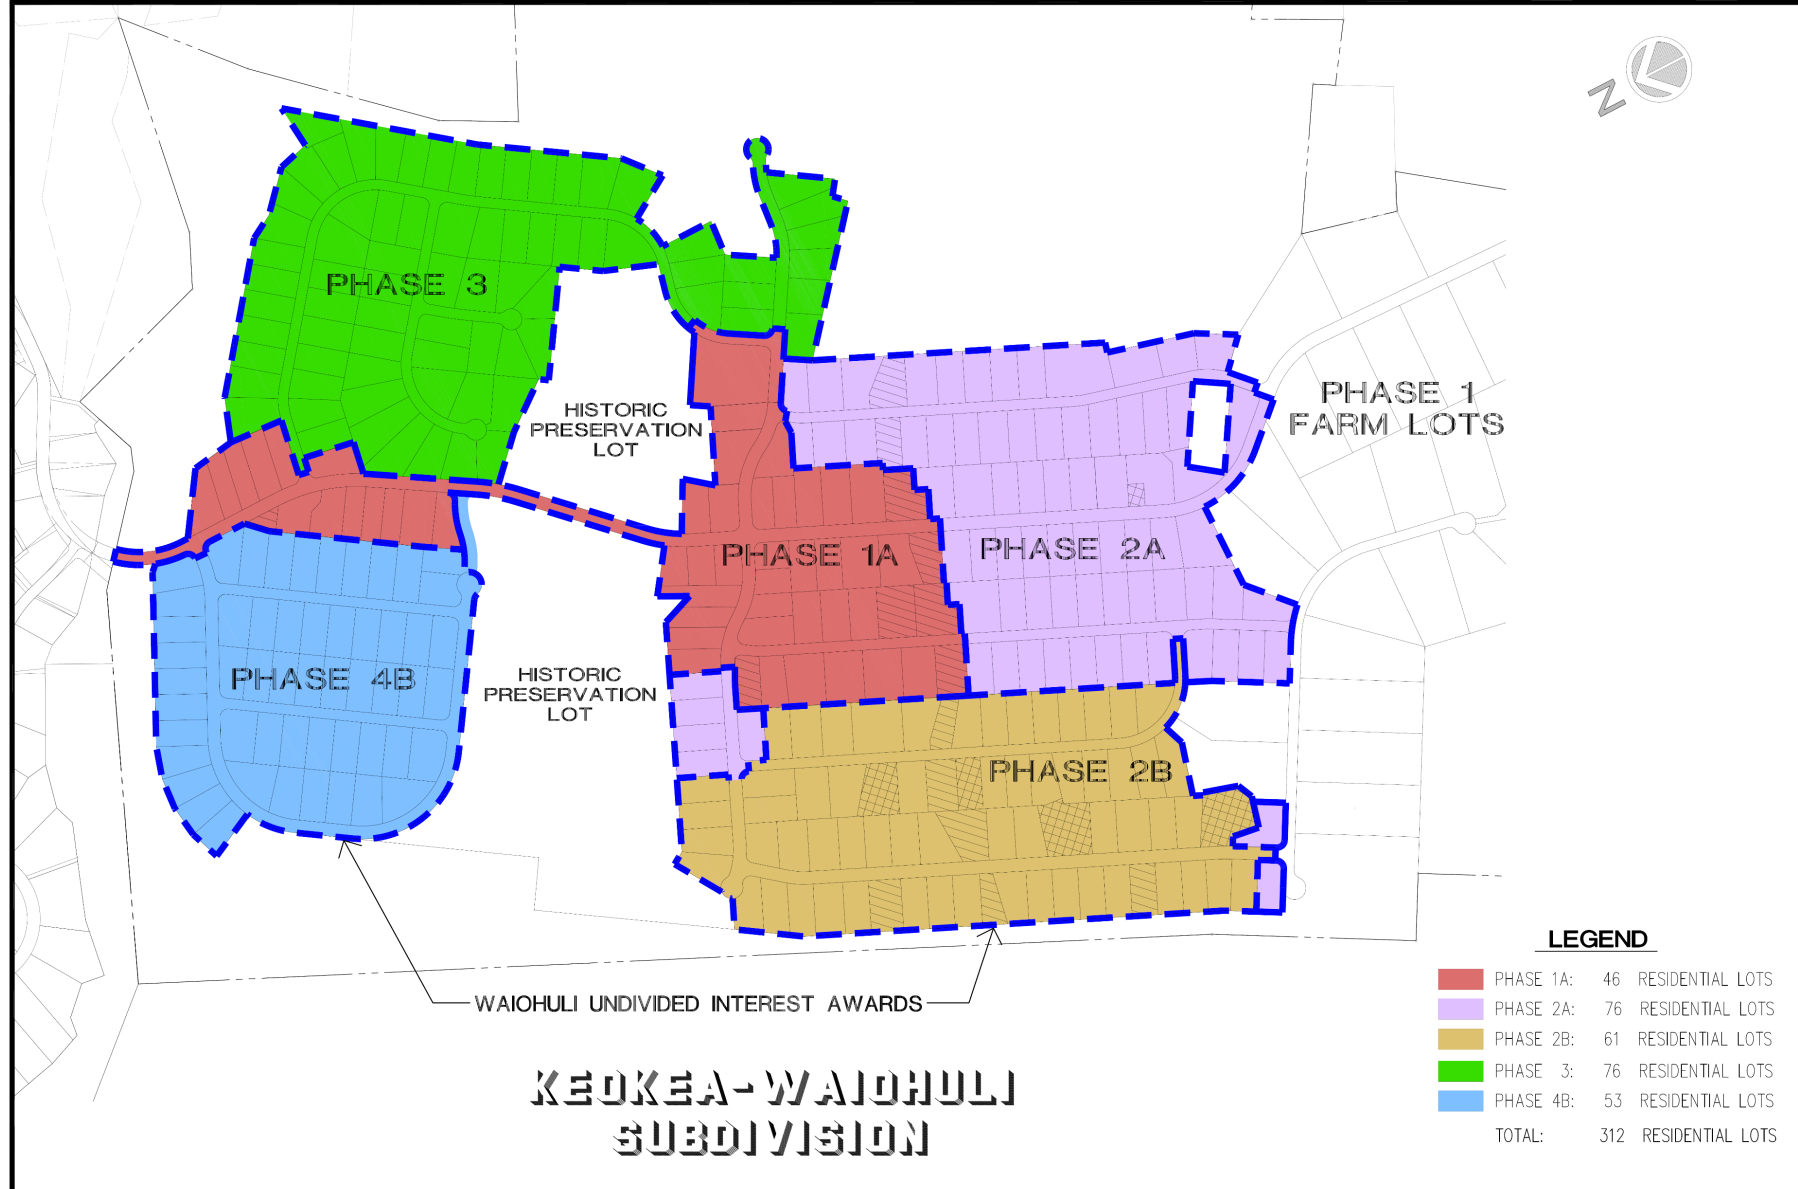 N
PHASE 3
PHASE 1
FARM LOTS
HISTORIC
PRESERVATION
LOT
PHASE 1A
PHASE 2A
HISTORIC
PRESERVATION
LOT
PHASE 4B
PHASE 2B
WAIOHULI UNDIVIDED INTEREST AWARDS
KEOKEA-WAIOHULI
SUBDIVISION
LEGEND
PHASE 1A: 46 RESIDENTIAL LOTS
PHASE 2A: 76 RESIDENTIAL LOTS
PHASE 2B: 61 RESIDENTIAL LOTS
PHASE 3: 76 RESIDENTIAL LOTS
PHASE 4B: 53 RESIDENTIAL LOTS
TOTAL: 312 RESIDENTIAL LOTS